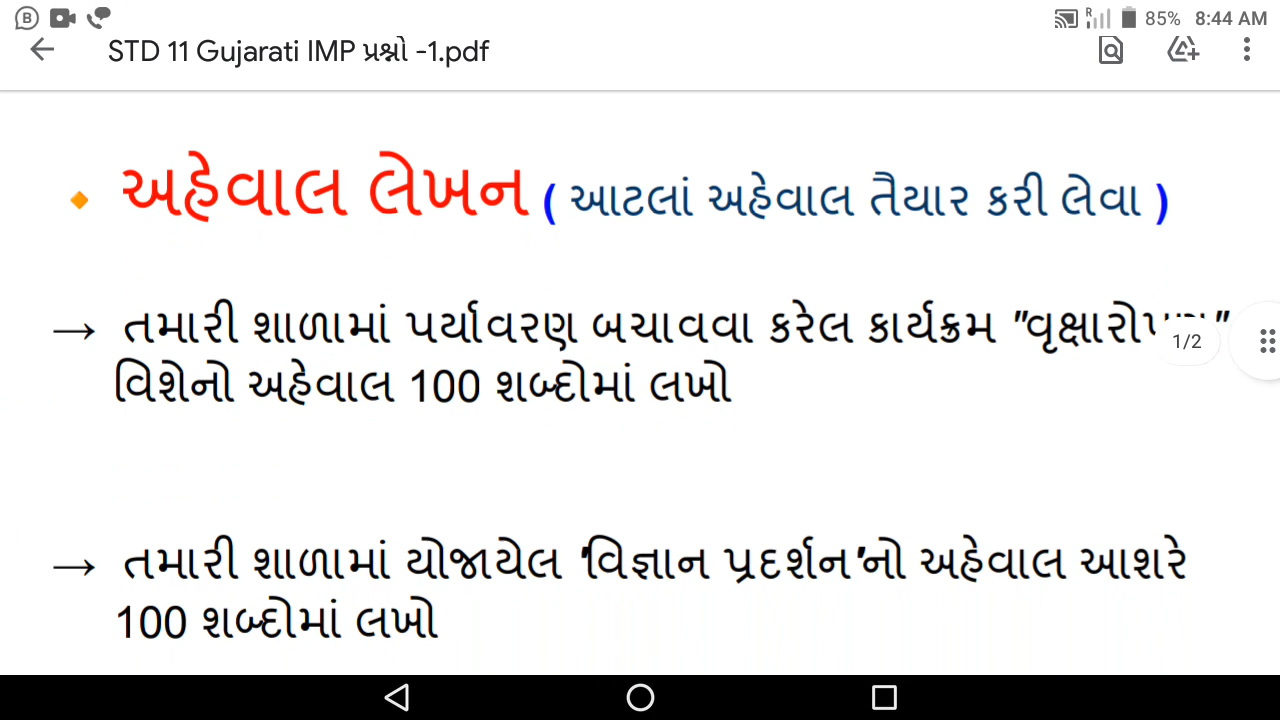 85% 8:44 AM
STD 11 Gujarati IMP પ્રશ્નો -1.pdf
અહેવાલ લેખન ( આટલાં અહેવાલ તૈયાર કરી લેવા )
→ તમારી શાળામાં પર્યાવરણ બચાવવા કરેલ કાર્યક્રમ
1/2
વિશેનો અહેવાલ 100 શબ્દોમાં લખો
→ તમારી શાળામાં યોજાયેલ 'વિજ્ઞાન પ્રદર્શન'નો અહેવાલ આશરે
100 શબ્દોમાં લખો